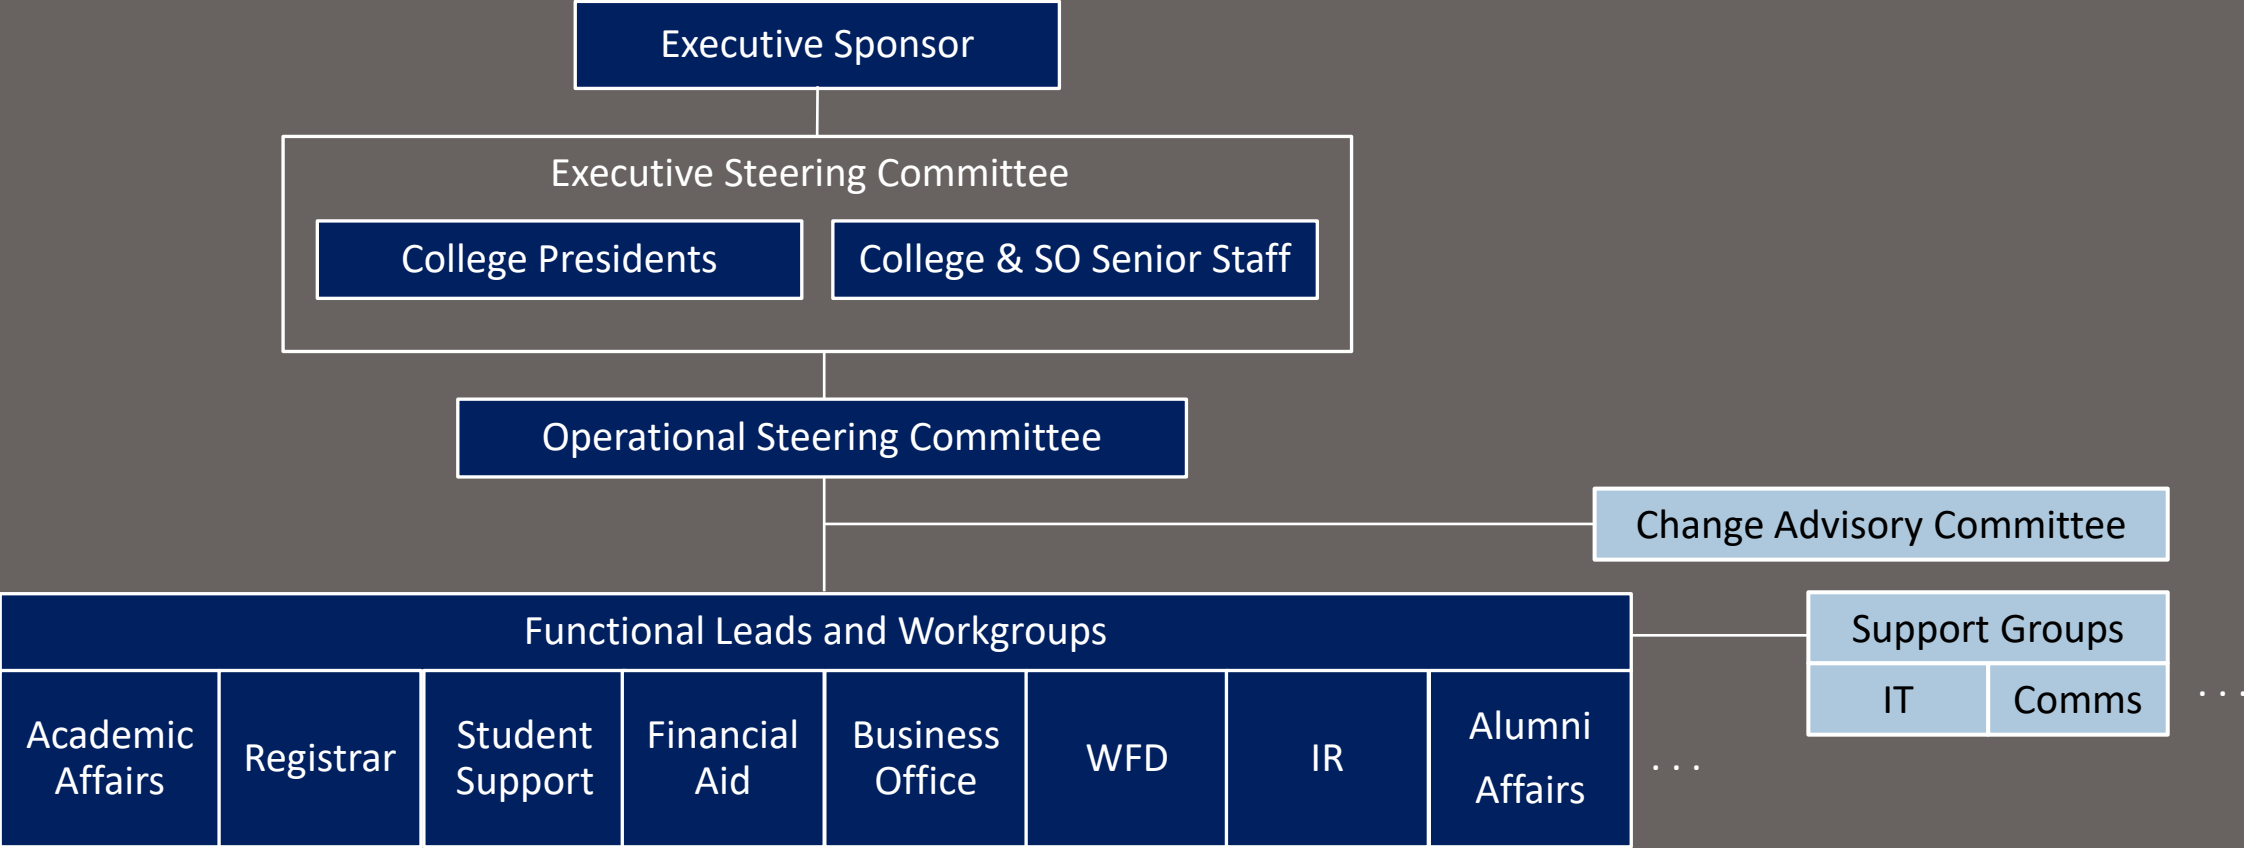 Executive Sponsor
Executive Steering Committee
College Presidents
College & SO Senior Staff
Operational Steering Committee
Change Advisory Committee
Functional Leads and Workgroups
Support Groups
IT
Comms
. . .
Academic
Affairs
Registrar
Student
Support
Financial
Aid
Business
Office
WFD
IR
Alumni
Affairs
. . .